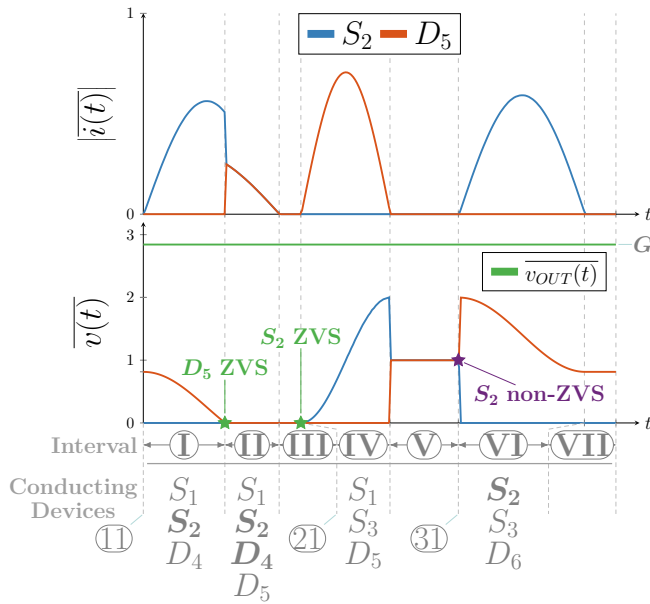 1
S₂ D₅
|i(t)|
0
t
3
G
v_OUT(t)
v(t)
2
S₂ ZVS
D₅ ZVS
1
S₂ non-ZVS
0
t
Interval I II III IV V VI VII
Conducting Devices
S₁ S₁ S₁ S₂
S₂ S₂ S₃ S₃
11 21 31
D₄ D₄ D₅ D₆
D₅